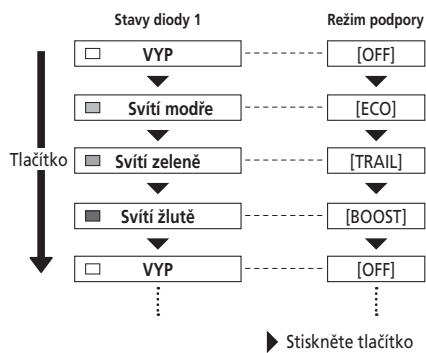 Stavy diody 1 Režim podpory
VYP [OFF]
Svítí modře [ECO]
Tlačítko Svítí zeleně [TRAIL]
Svítí žlutě [BOOST]
VYP [OFF]
Stiskněte tlačítko